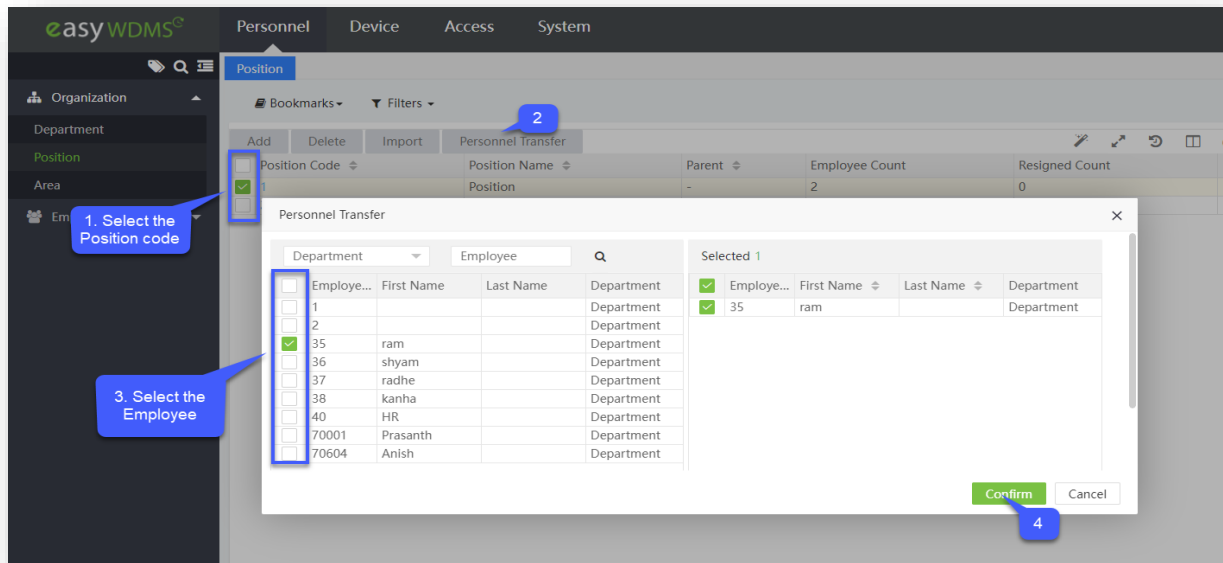 easy WDMS
Personnel Device Access System
Position
Organization
Bookmarks Filters
2
Department
Add Delete Import Personnel Transfer
Position
Position Code Position Name Parent Employee Count Resigned Count
Area
1 Position - 2 0
Em
1. Select the
Position code
Personnel Transfer
Department Employee Selected 1
Employe... First Name Last Name Department Employe... First Name Last Name Department
1 Department 35 ram Department
2 Department
35 ram Department
36 shyam Department
37 radhe Department
38 kanha Department
40 HR Department
70001 Prasanth Department
70604 Anish Department
3. Select the
Employee
Confirm Cancel
4